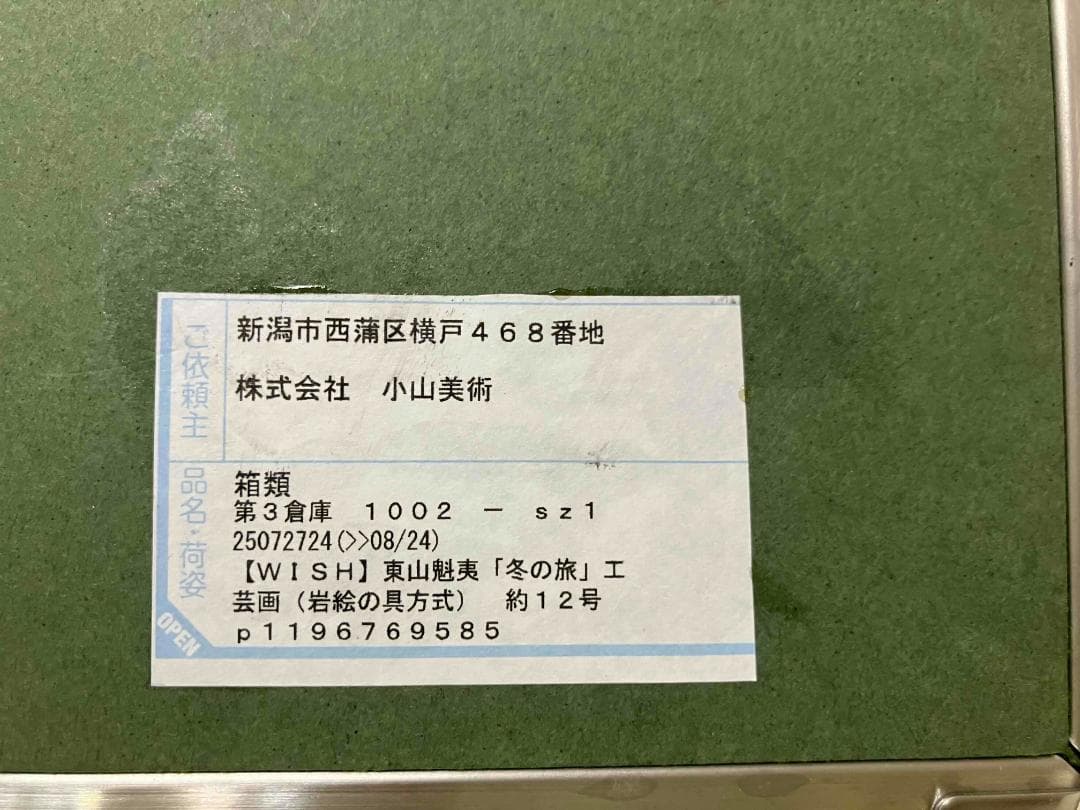 ご依頼主
新潟市西蒲区横戸４６８番地
株式会社　小山美術
品名・荷姿
箱類
第３倉庫　１００２　－　ｓｚ１
25072724(>>08/24)
【ＷＩＳＨ】東山魁夷「冬の旅」工
芸画（岩絵の具方式）　約１２号
ｐ１１９６７６９５８５
OPEN